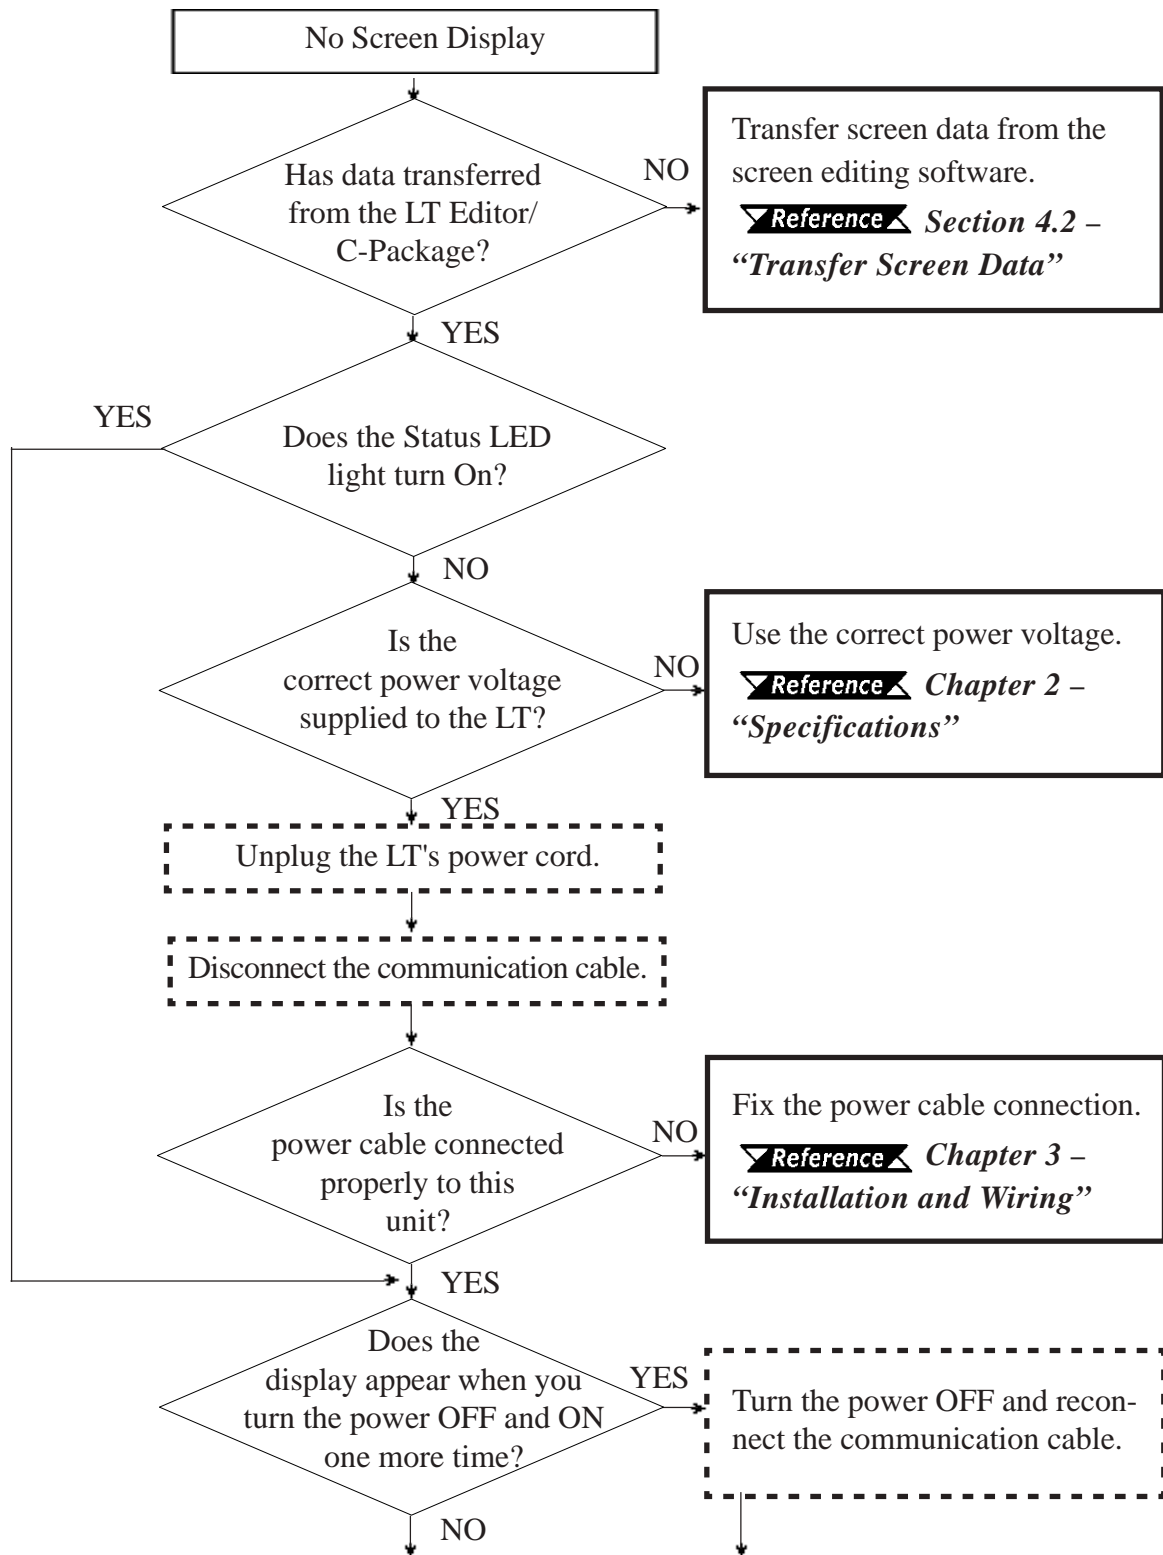 No Screen Display
Has data transferred
from the LT Editor/
C-Package?
NO
Transfer screen data from the
screen editing software.
Reference Section 4.2 –
“Transfer Screen Data”
YES
YES
Does the Status LED
light turn On?
NO
Is the
correct power voltage
supplied to the LT?
NO
Use the correct power voltage.
Reference Chapter 2 –
“Specifications”
YES
Unplug the LT's power cord.
Disconnect the communication cable.
Is the
power cable connected
properly to this
unit?
NO
Fix the power cable connection.
Reference Chapter 3 –
“Installation and Wiring”
YES
Does the
display appear when you
turn the power OFF and ON
one more time?
YES
Turn the power OFF and recon-
nect the communication cable.
NO